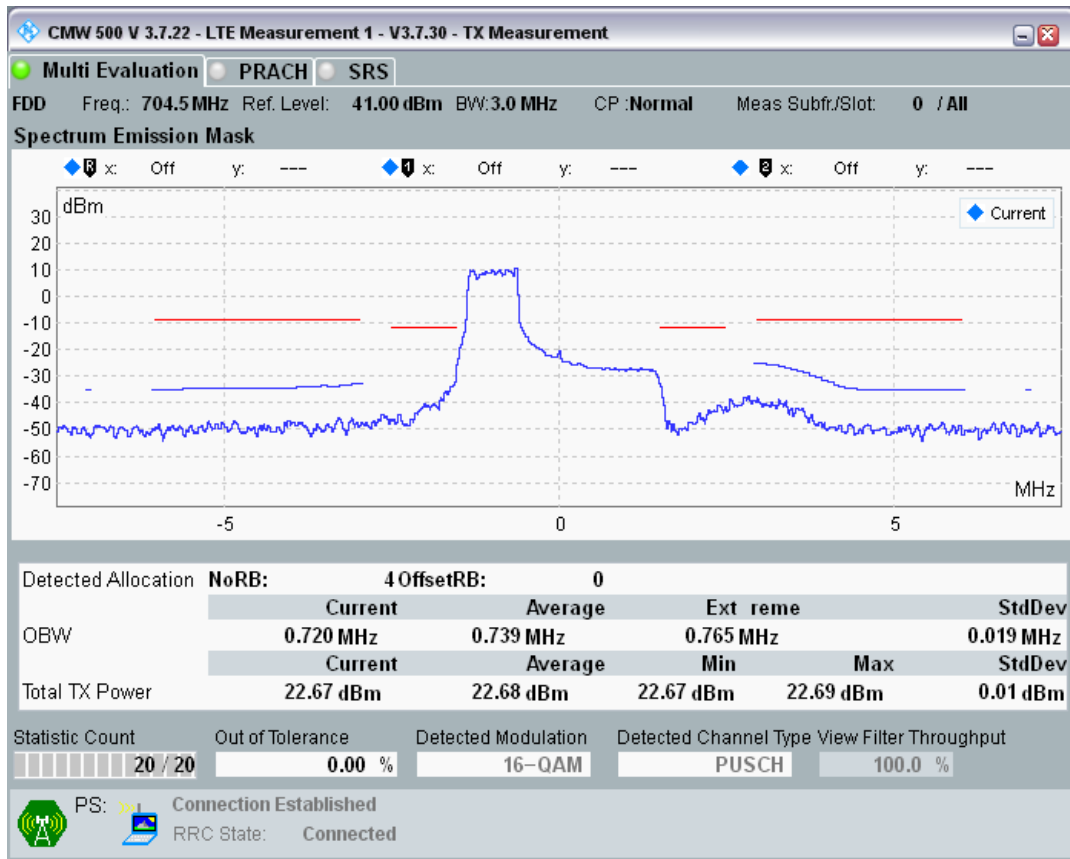 CMW 500 V 3.7.22 - LTE Measurement 1 - V3.7.30 - TX Measurement
Multi Evaluation PRACH SRS
FDD Freq.: 704.5 MHz Ref. Level: 41.00 dBm BW: 3.0 MHz CP :Normal Meas Subfr./Slot: 0 / All
Spectrum Emission Mask
R x: Off y: --- 1 x: Off y: --- 2 x: Off y: ---
dBm
Current
30
20
10
0
-10
-20
-30
-40
-50
-60
-70
MHz
-5 0 5
Detected Allocation NoRB: 4 OffsetRB: 0
Current Average Ext reme StdDev
OBW 0.720 MHz 0.739 MHz 0.765 MHz 0.019 MHz
Current Average Min Max StdDev
Total TX Power 22.67 dBm 22.68 dBm 22.67 dBm 22.69 dBm 0.01 dBm
Statistic Count Out of Tolerance Detected Modulation Detected Channel Type View Filter Throughput
20 / 20 0.00 % 16-QAM PUSCH 100.0 %
PS: Connection Established
RRC State: Connected